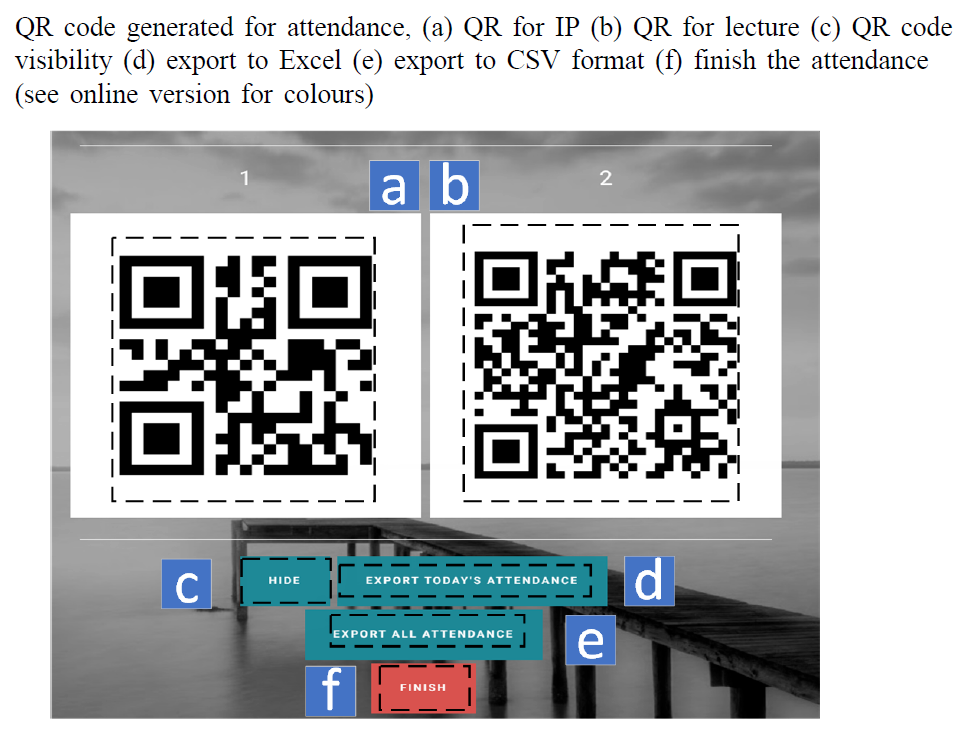 QR code generated for attendance, (a) QR for IP (b) QR for lecture (c) QR code
visibility (d) export to Excel (e) export to CSV format (f) finish the attendance
(see online version for colours)
1 a b 2
c HIDE EXPORT TODAY'S ATTENDANCE d
EXPORT ALL ATTENDANCE e
f FINISH